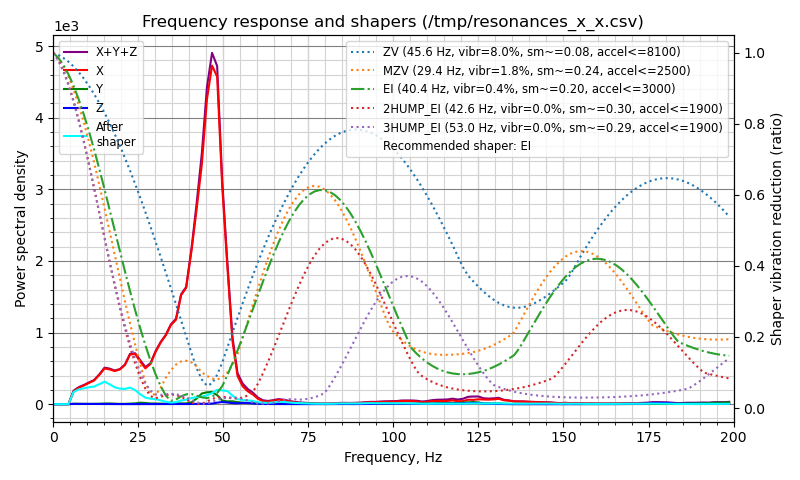 Frequency response and shapers (/tmp/resonances_x_x.csv)
1e3
X+Y+Z
X
Y
Z
After
shaper
ZV (45.6 Hz, vibr=8.0%, sm~=0.08, accel<=8100)
MZV (29.4 Hz, vibr=1.8%, sm~=0.24, accel<=2500)
EI (40.4 Hz, vibr=0.4%, sm~=0.20, accel<=3000)
2HUMP_EI (42.6 Hz, vibr=0.0%, sm~=0.30, accel<=1900)
3HUMP_EI (53.0 Hz, vibr=0.0%, sm~=0.29, accel<=1900)
Recommended shaper: EI
Power spectral density
5
4
3
2
1
0
Shaper vibration reduction (ratio)
1.0
0.8
0.6
0.4
0.2
0.0
0 25 50 75 100 125 150 175 200
Frequency, Hz